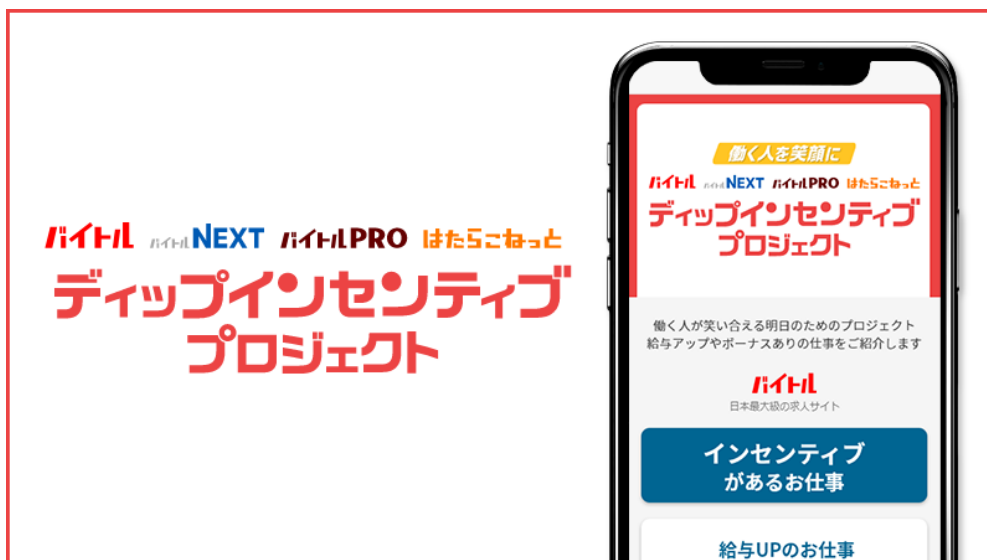 バイトル バイトルNEXT バイトルPRO はたらこねっと
ディップインセンティブ
プロジェクト
働く人を笑顔に
バイトル バイトルNEXT バイトルPRO はたらこねっと
ディップインセンティブ
プロジェクト
働く人が笑い合える明日のためのプロジェクト
給与アップやボーナスありの仕事をご紹介します
バイトル
日本最大級の求人サイト
インセンティブ
があるお仕事
給与UPのお仕事